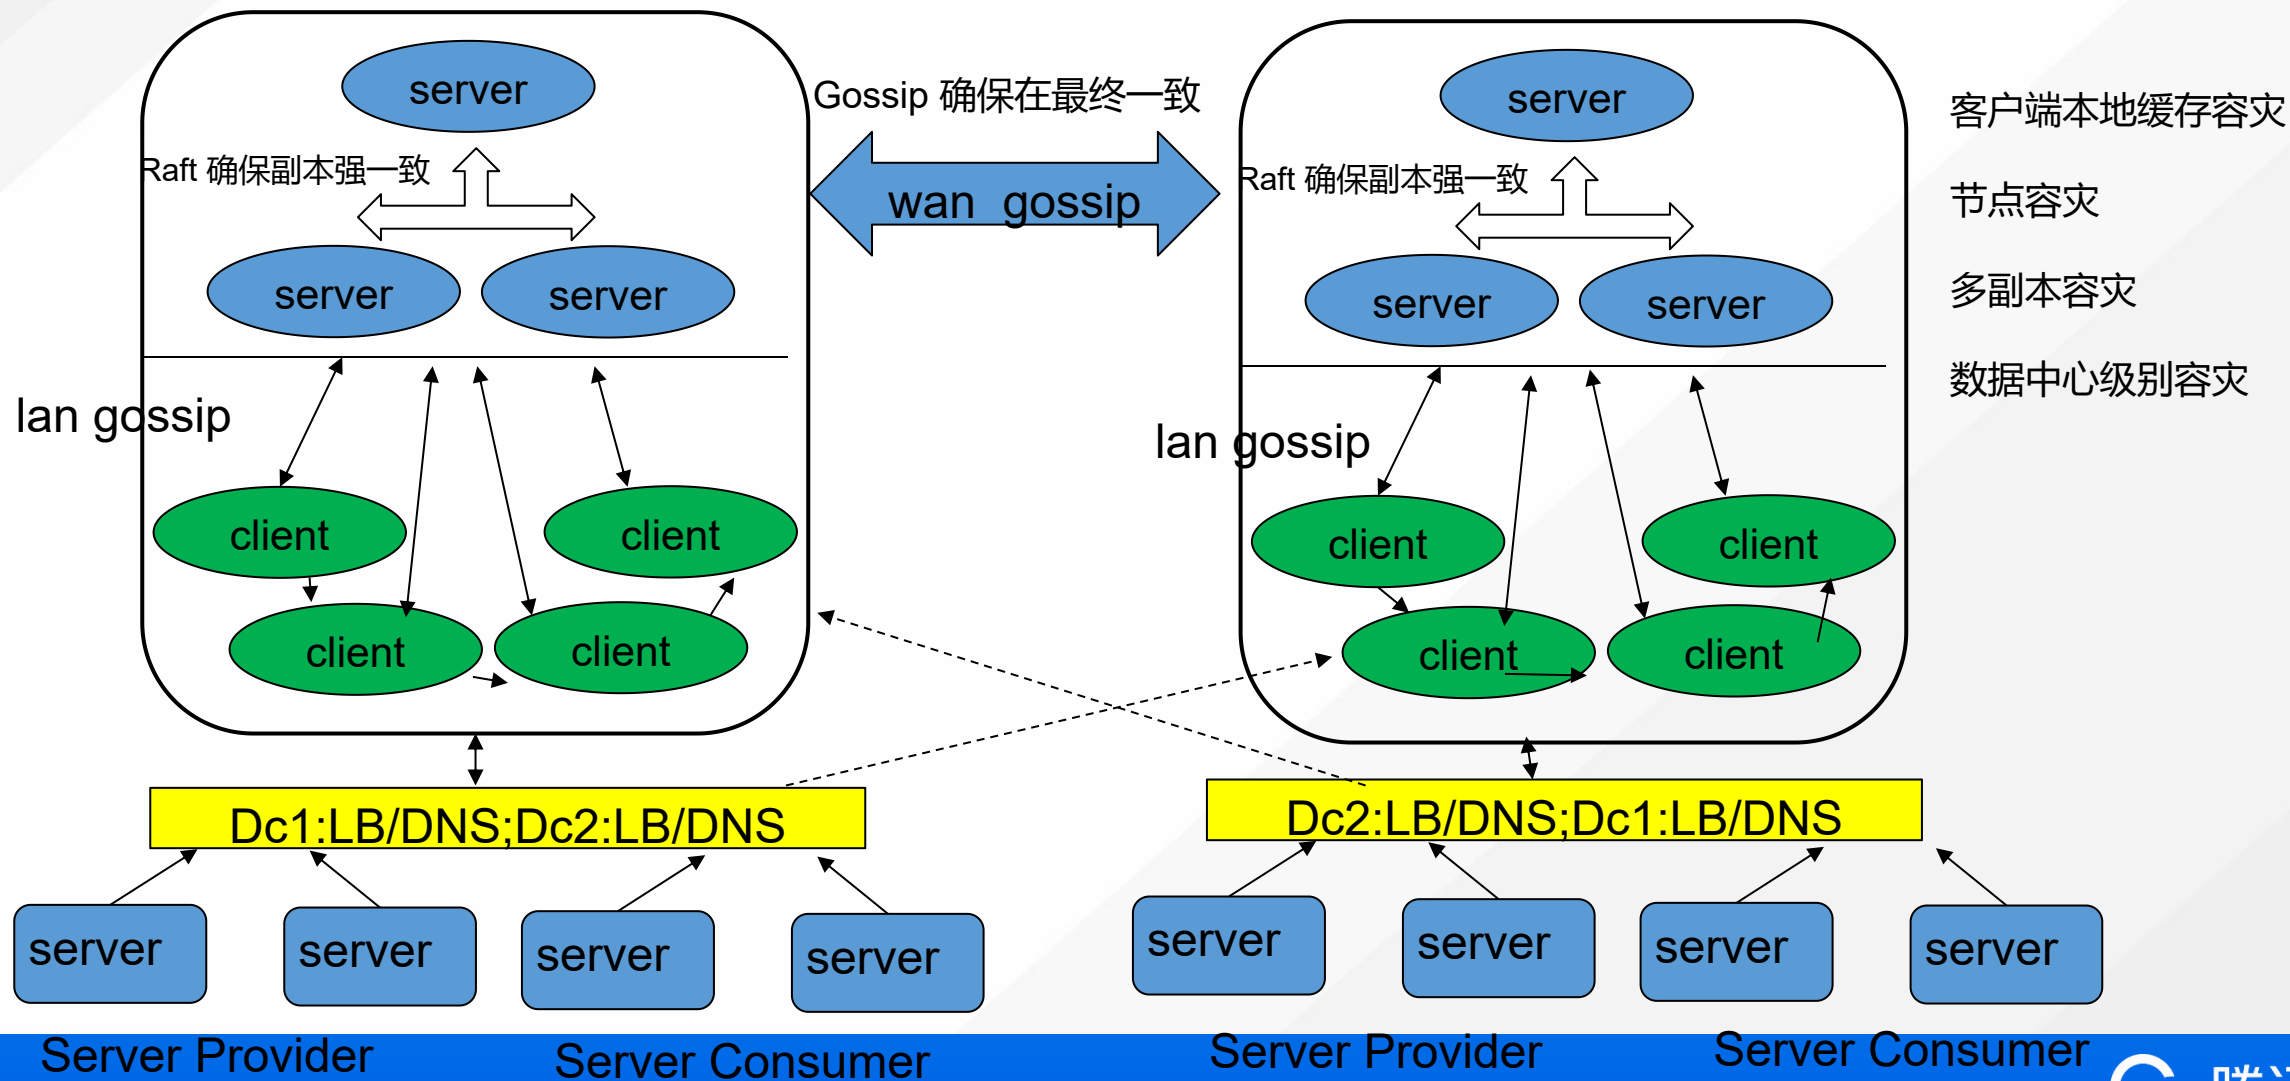 server
Raft 确保副本强一致
server
server
lan gossip
client
client
client
client
Gossip 确保在最终一致
wan gossip
server
Raft 确保副本强一致
server
server
lan gossip
client
client
client
client
客户端本地缓存容灾
节点容灾
多副本容灾
数据中心级别容灾
Dc1:LB/DNS;Dc2:LB/DNS
Dc2:LB/DNS;Dc1:LB/DNS
server
server
server
server
server
server
server
server
Server Provider
Server Consumer
Server Provider
Server Consumer